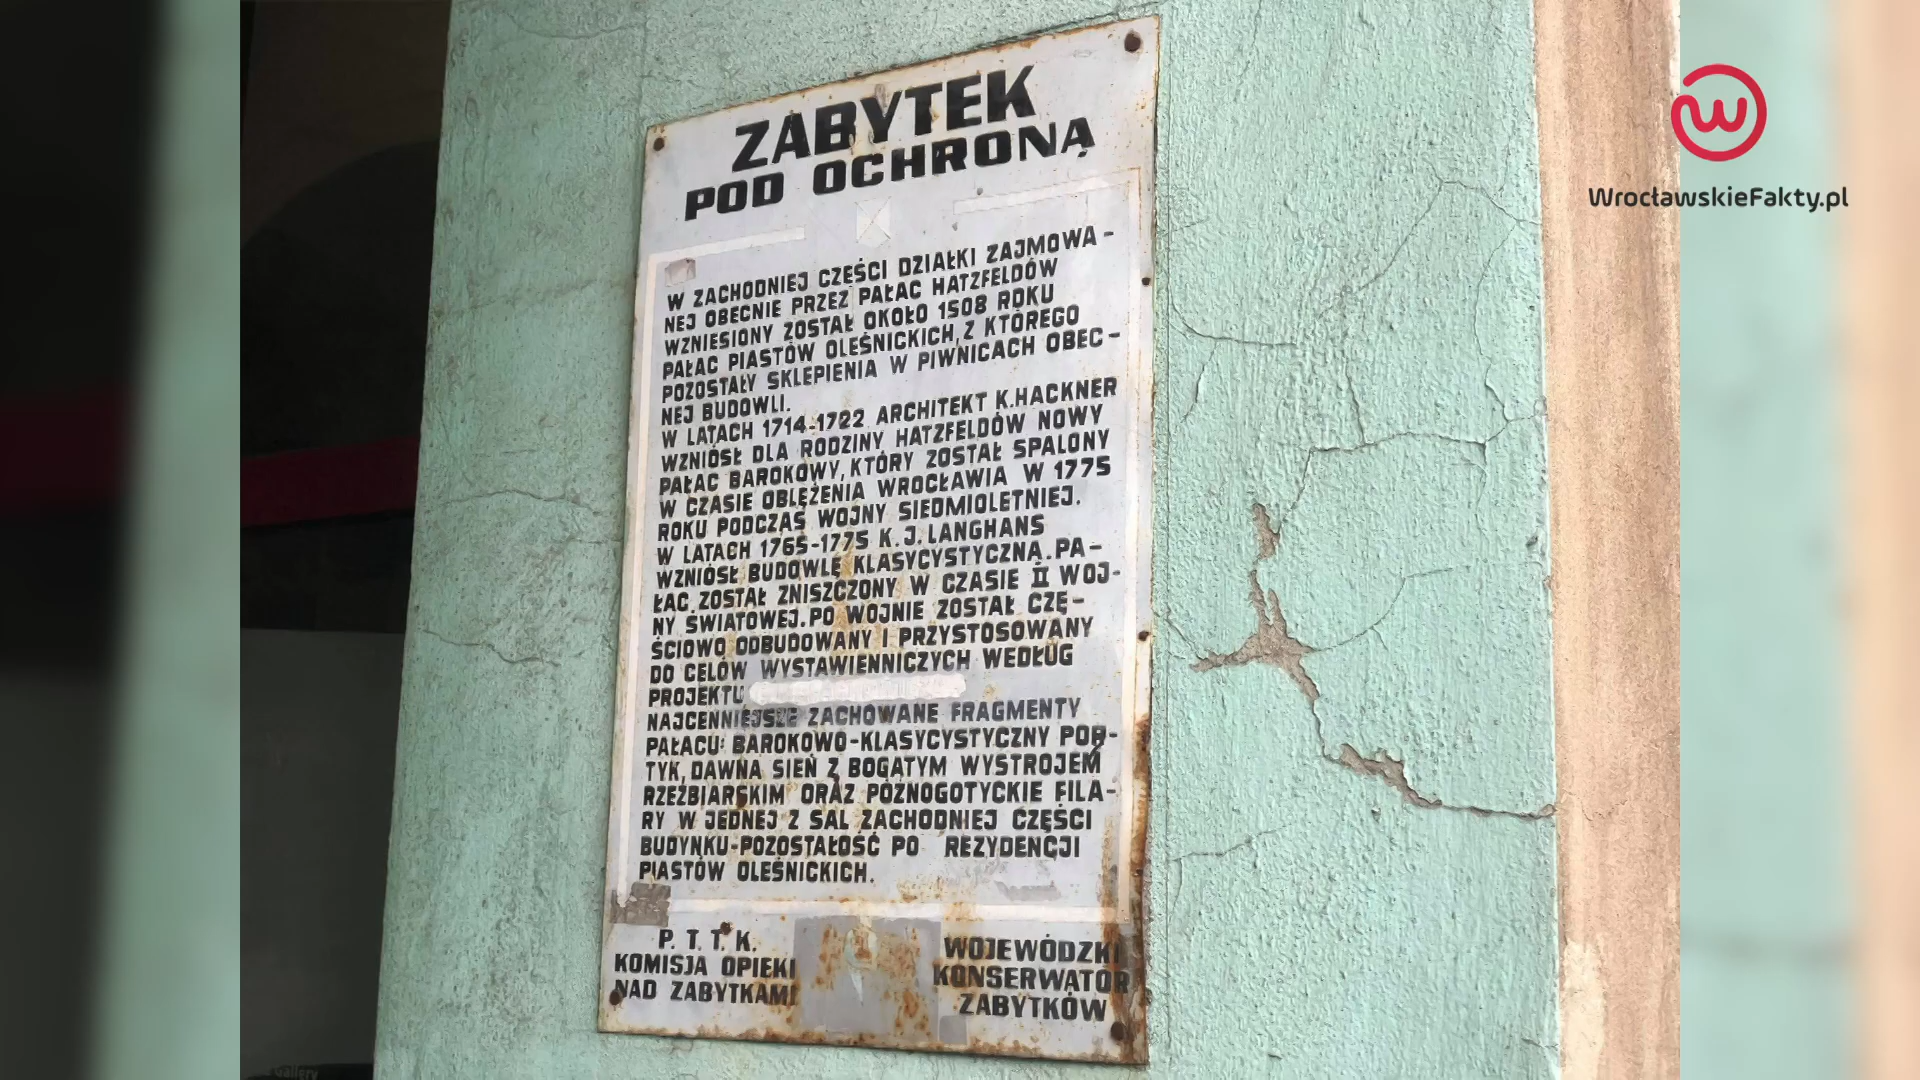 ZABYTEK
POD OCHRONĄ
W ZACHODNIEJ CZĘŚCI DZIAŁKI ZAJMOWA-
NEJ OBECNIE PRZEZ PAŁAC HATZFELDÓW
WZNIESIONY ZOSTAŁ OKOŁO 1508 ROKU
PAŁAC PIASTÓW OLEŚNICKICH, Z KTÓREGO
POZOSTAŁY SKLEPIENIA W PIWNICACH OBEC-
NEJ BUDOWLI.
W LATACH 1714-1722 ARCHITEKT K.HACKNER
WZNIÓSŁ DLA RODZINY HATZFELDÓW NOWY
PAŁAC BAROKOWY, KTÓRY ZOSTAŁ SPALONY
W CZASIE OBLĘŻENIA WROCŁAWIA W 1775
ROKU PODCZAS WOJNY SIEDMIOLETNIEJ.
W LATACH 1765-1775 K.J.LANGHANS
WZNIÓSŁ BUDOWLĘ KLASYCYSTYCZNĄ. PA-
ŁAC ZOSTAŁ ZNISZCZONY W CZASIE II WOJ-
NY ŚWIATOWEJ. PO WOJNIE ZOSTAŁ CZĘ-
ŚCIOWO ODBUDOWANY I PRZYSTOSOWANY
DO CELÓW WYSTAWIENNICZYCH WEDŁUG
PROJEKTU
NAJCENNIEJSZE ZACHOWANE FRAGMENTY
PAŁACU: BAROKOWO-KLASYCYSTYCZNY POR-
TYK, DAWNA SIEŃ Z BOGATYM WYSTROJEM
RZEŹBIARSKIM ORAZ PÓŹNOGOTYCKIE FILA-
RY W JEDNEJ Z SAL ZACHODNIEJ CZĘŚCI
BUDYNKU-POZOSTAŁOŚĆ PO REZYDENCJI
PIASTÓW OLEŚNICKICH.
P. T. T. K.
KOMISJA OPIEKI
NAD ZABYTKAMI
WOJEWÓDZKI
KONSERWATOR
ZABYTKÓW
WrocławskieFakty.pl
Gallery